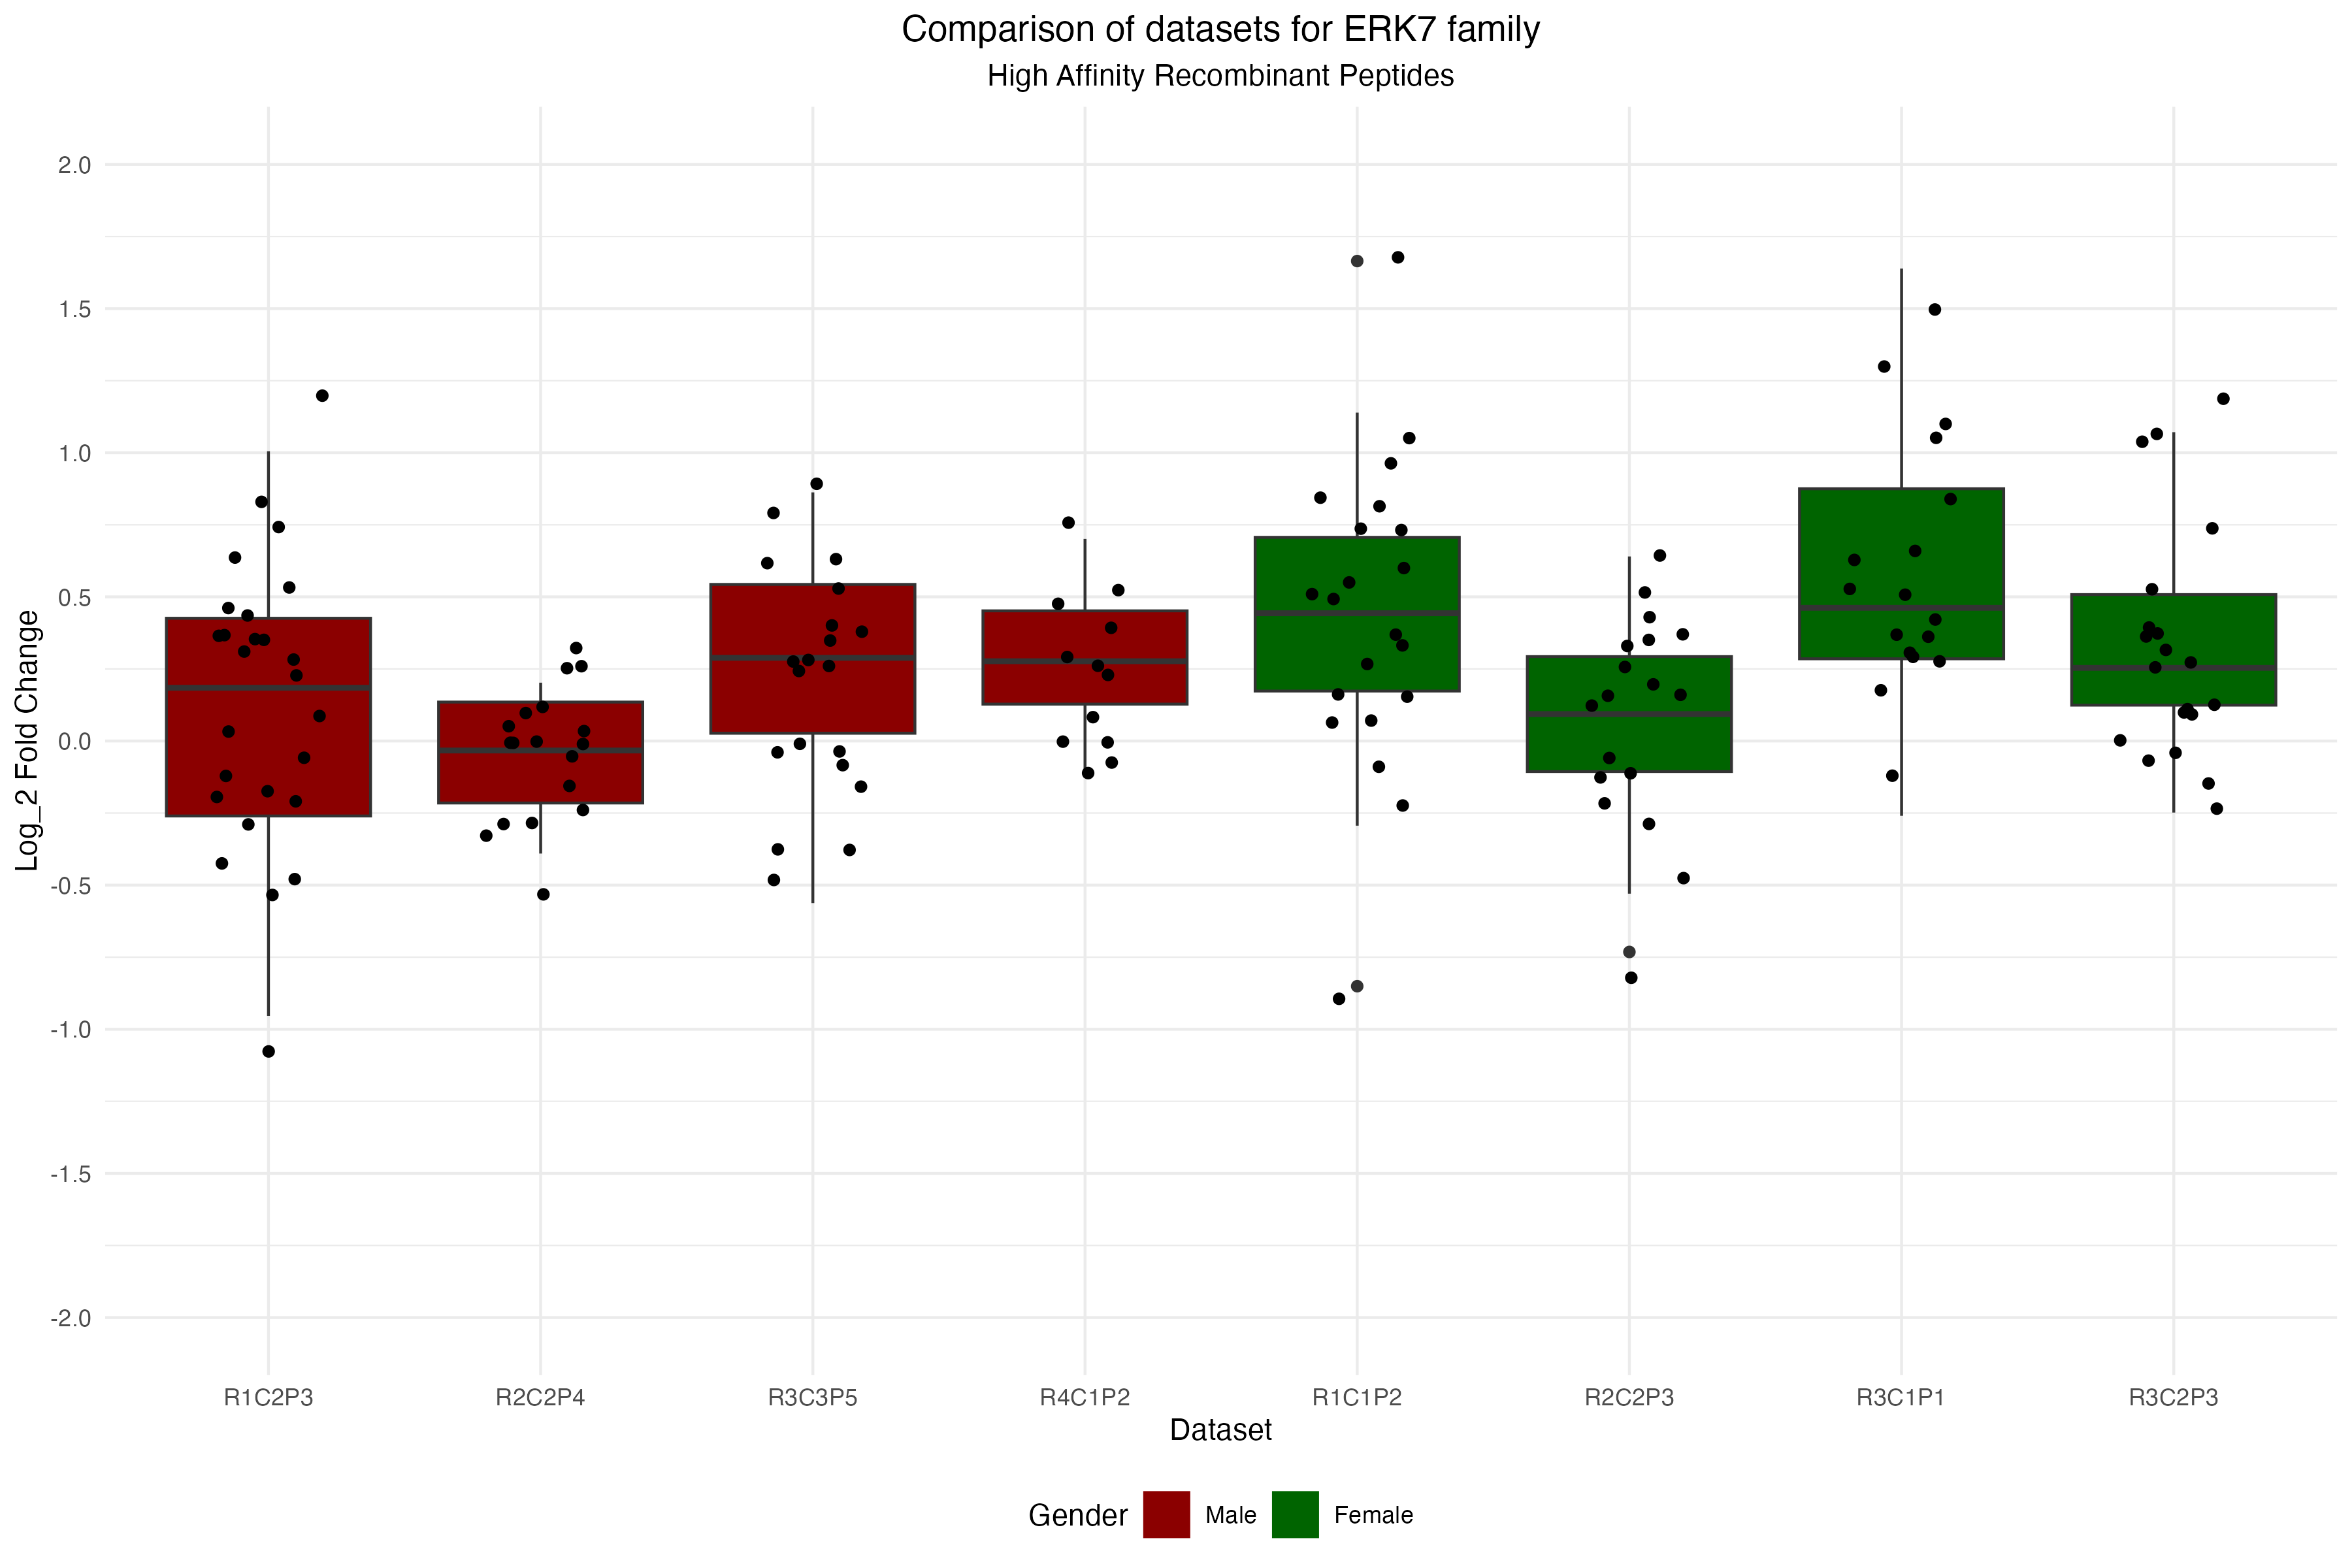 Comparison of datasets for ERK7 family
High Affinity Recombinant Peptides
Log_2 Fold Change
2.0
1.5
1.0
0.5
0.0
-0.5
-1.0
-1.5
-2.0
R1C2P3 R2C2P4 R3C3P5 R4C1P2 R1C1P2 R2C2P3 R3C1P1 R3C2P3
Dataset
Gender Male Female